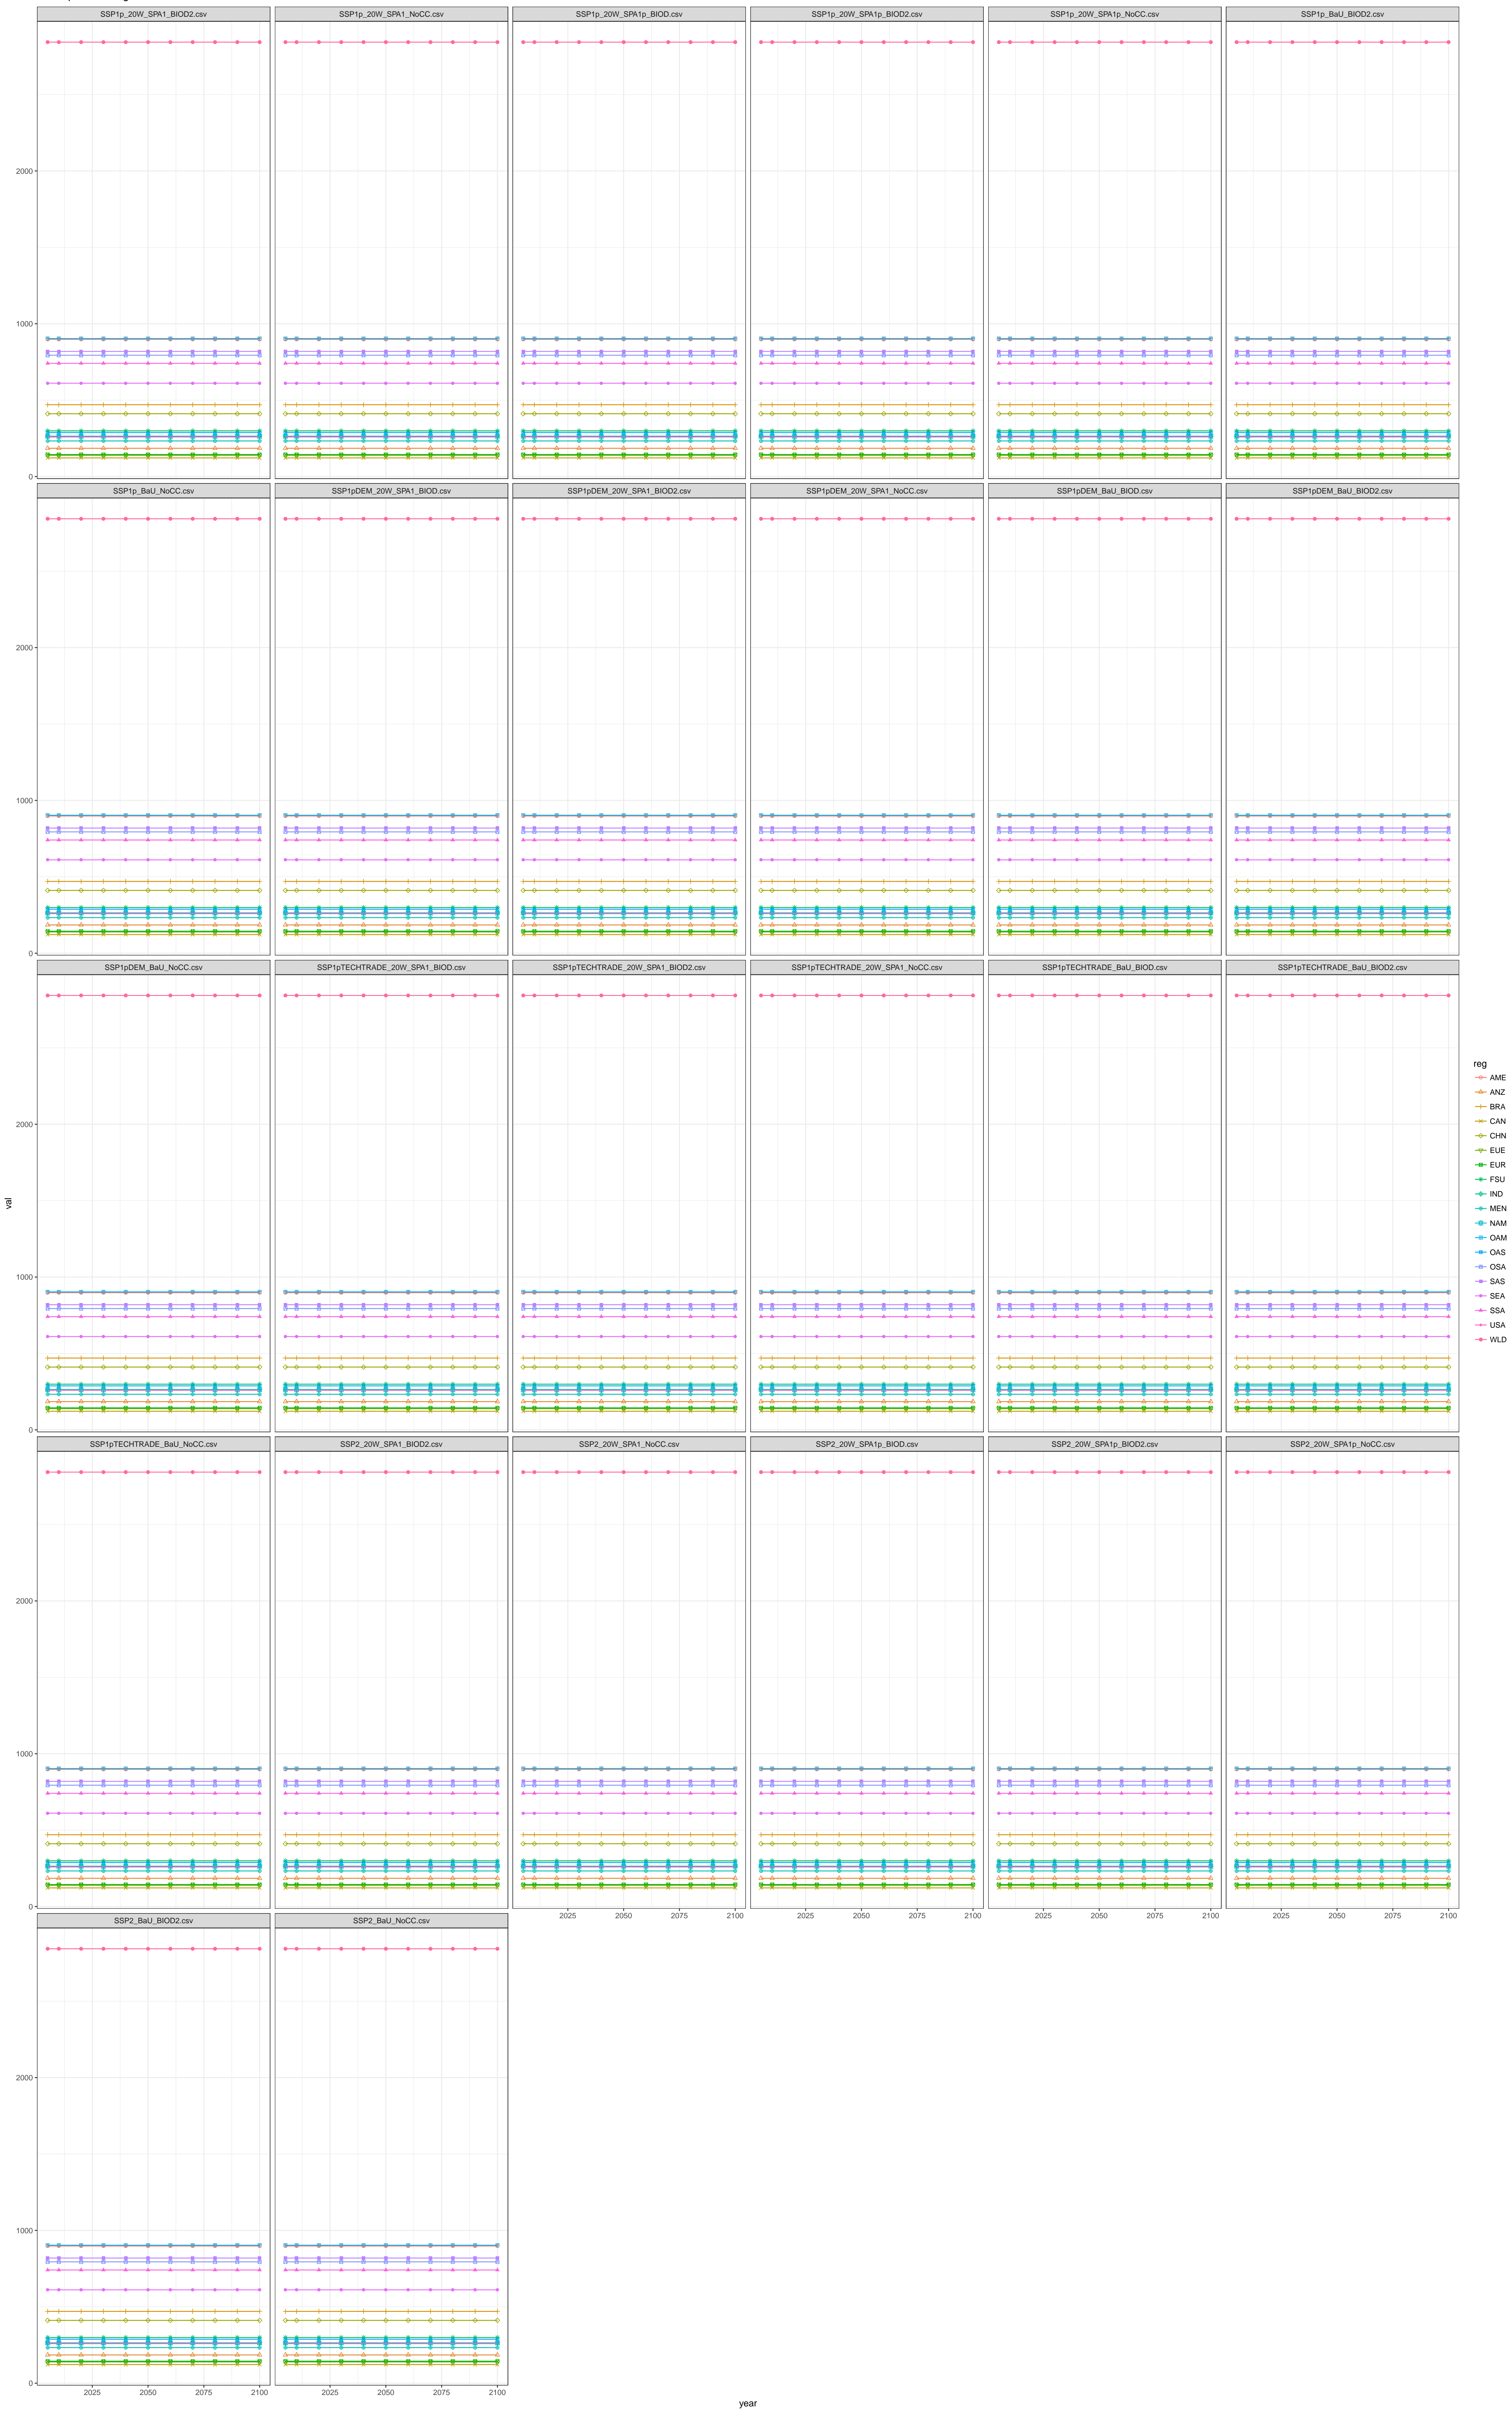 SSP1p_20W_SPA1_BIOD2.csv SSP1p_20W_SPA1_NoCC.csv SSP1p_20W_SPA1p_BIOD.csv SSP1p_20W_SPA1p_BIOD2.csv SSP1p_20W_SPA1p_NoCC.csv SSP1p_BaU_BIOD2.csv
2000
1000
0
SSP1p_BaU_NoCC.csv SSP1pDEM_20W_SPA1_BIOD.csv SSP1pDEM_20W_SPA1_BIOD2.csv SSP1pDEM_20W_SPA1_NoCC.csv SSP1pDEM_BaU_BIOD.csv SSP1pDEM_BaU_BIOD2.csv
2000
1000
0
SSP1pDEM_BaU_NoCC.csv SSP1pTECHTRADE_20W_SPA1_BIOD.csv SSP1pTECHTRADE_20W_SPA1_BIOD2.csv SSP1pTECHTRADE_20W_SPA1_NoCC.csv SSP1pTECHTRADE_BaU_BIOD.csv SSP1pTECHTRADE_BaU_BIOD2.csv
2000
1000
0
SSP1pTECHTRADE_BaU_NoCC.csv SSP2_20W_SPA1_BIOD2.csv SSP2_20W_SPA1_NoCC.csv SSP2_20W_SPA1p_BIOD.csv SSP2_20W_SPA1p_BIOD2.csv SSP2_20W_SPA1p_NoCC.csv
2000
1000
0
2025 2050 2075 2100 2025 2050 2075 2100 2025 2050 2075 2100 2025 2050 2075 2100
SSP2_BaU_BIOD2.csv SSP2_BaU_NoCC.csv
2000
1000
0
2025 2050 2075 2100 2025 2050 2075 2100
year
val
reg
AME
ANZ
BRA
CAN
CHN
EUE
EUR
FSU
IND
MEN
NAM
OAM
OAS
OSA
SAS
SEA
SSA
USA
WLD